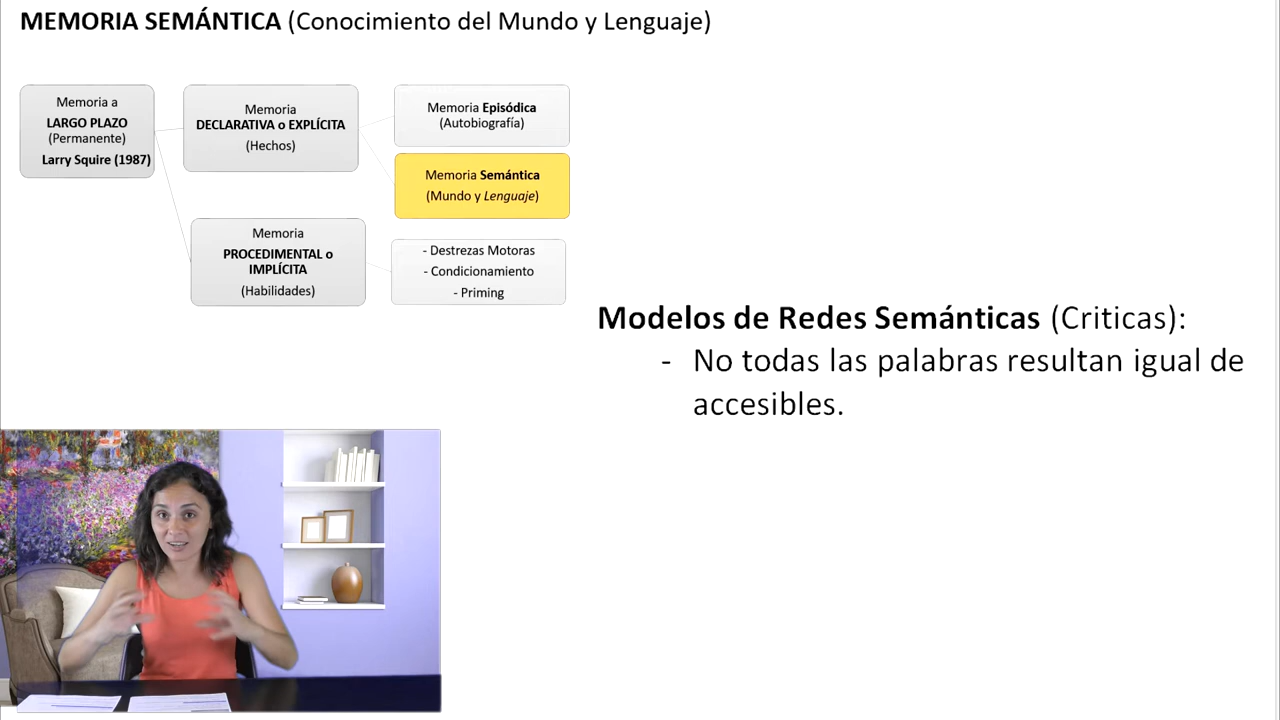 MEMORIA SEMÁNTICA (Conocimiento del Mundo y Lenguaje)
Memoria a
LARGO PLAZO
(Permanente)
Larry Squire (1987)
Memoria
DECLARATIVA o EXPLÍCITA
(Hechos)
Memoria Episódica
(Autobiografía)
Memoria Semántica
(Mundo y Lenguaje)
Memoria
PROCEDIMENTAL o
IMPLÍCITA
(Habilidades)
- Destrezas Motoras
- Condicionamiento
- Priming
Modelos de Redes Semánticas (Criticas):
- No todas las palabras resultan igual de
accesibles.